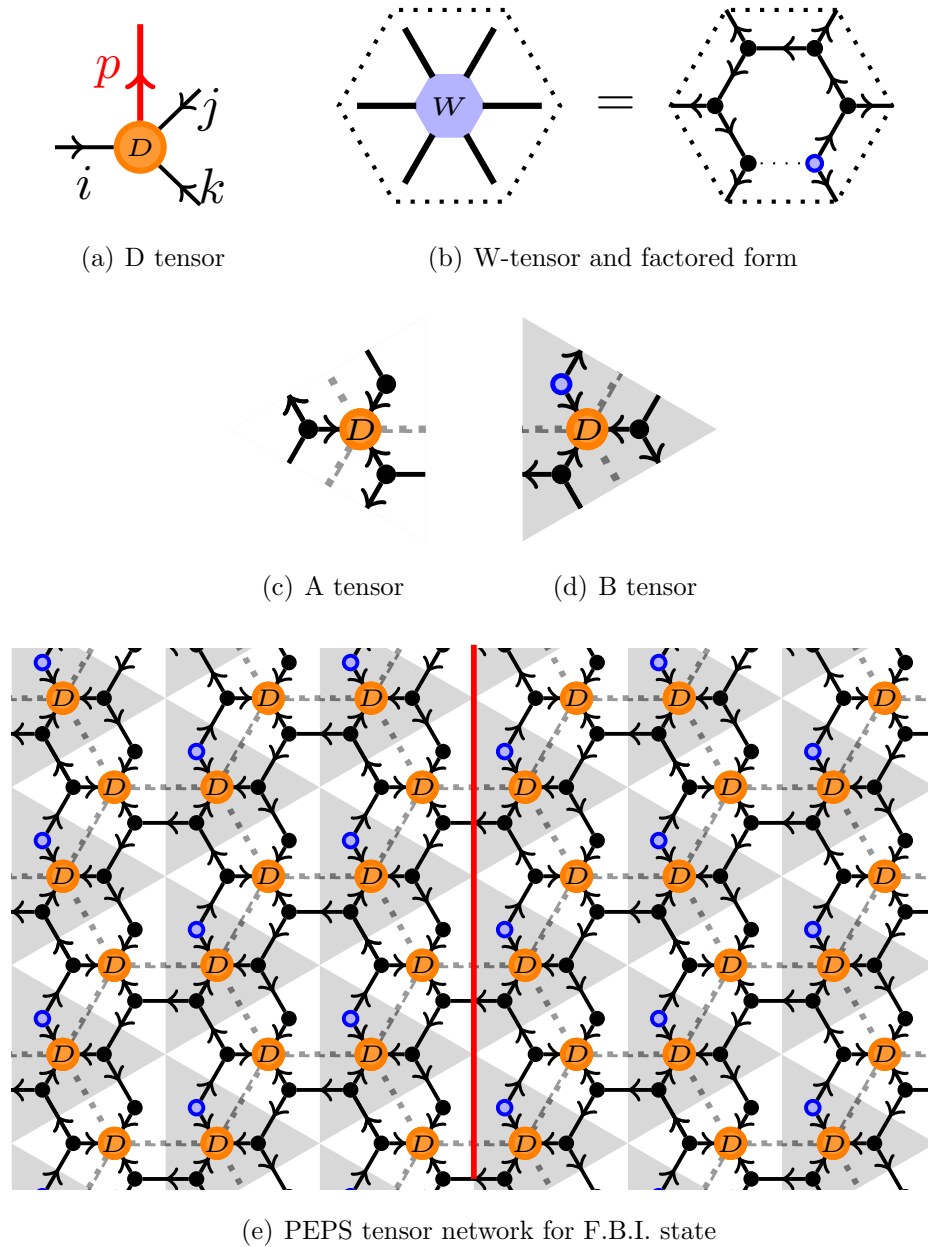 p
D
i
j
k
W
=
(a) D tensor
(b) W-tensor and factored form
D
D
(c) A tensor
(d) B tensor
D D D D D D
D D D D D D
D D D D D D
D D D D D D
D D D D D D
D D D D D D
(e) PEPS tensor network for F.B.I. state